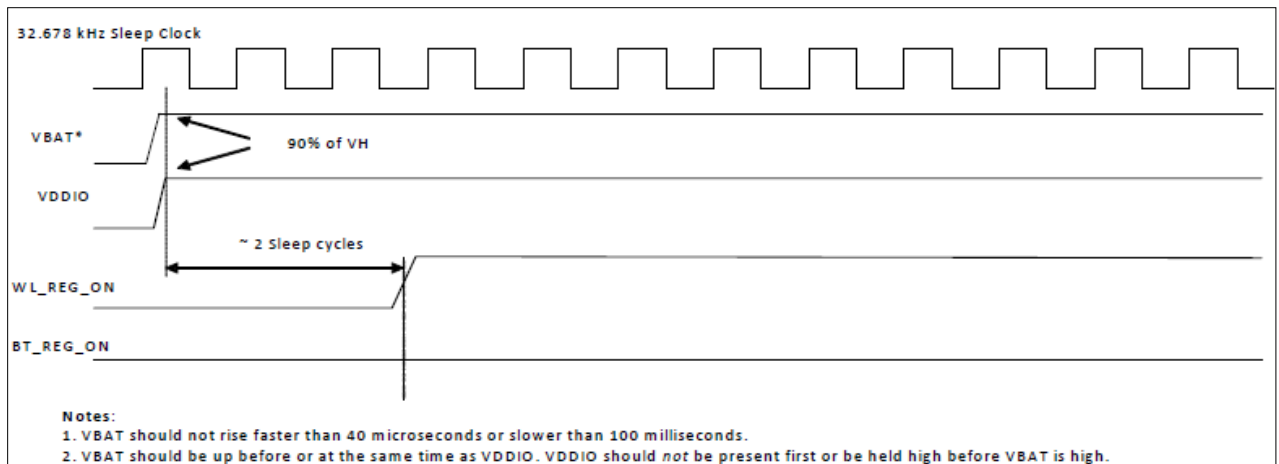 32.678 kHz Sleep Clock
VBAT*
90% of VH
VDDIO
~ 2 Sleep cycles
WL_REG_ON
BT_REG_ON
Notes:
1. VBAT should not rise faster than 40 microseconds or slower than 100 milliseconds.
2. VBAT should be up before or at the same time as VDDIO. VDDIO should not be present first or be held high before VBAT is high.